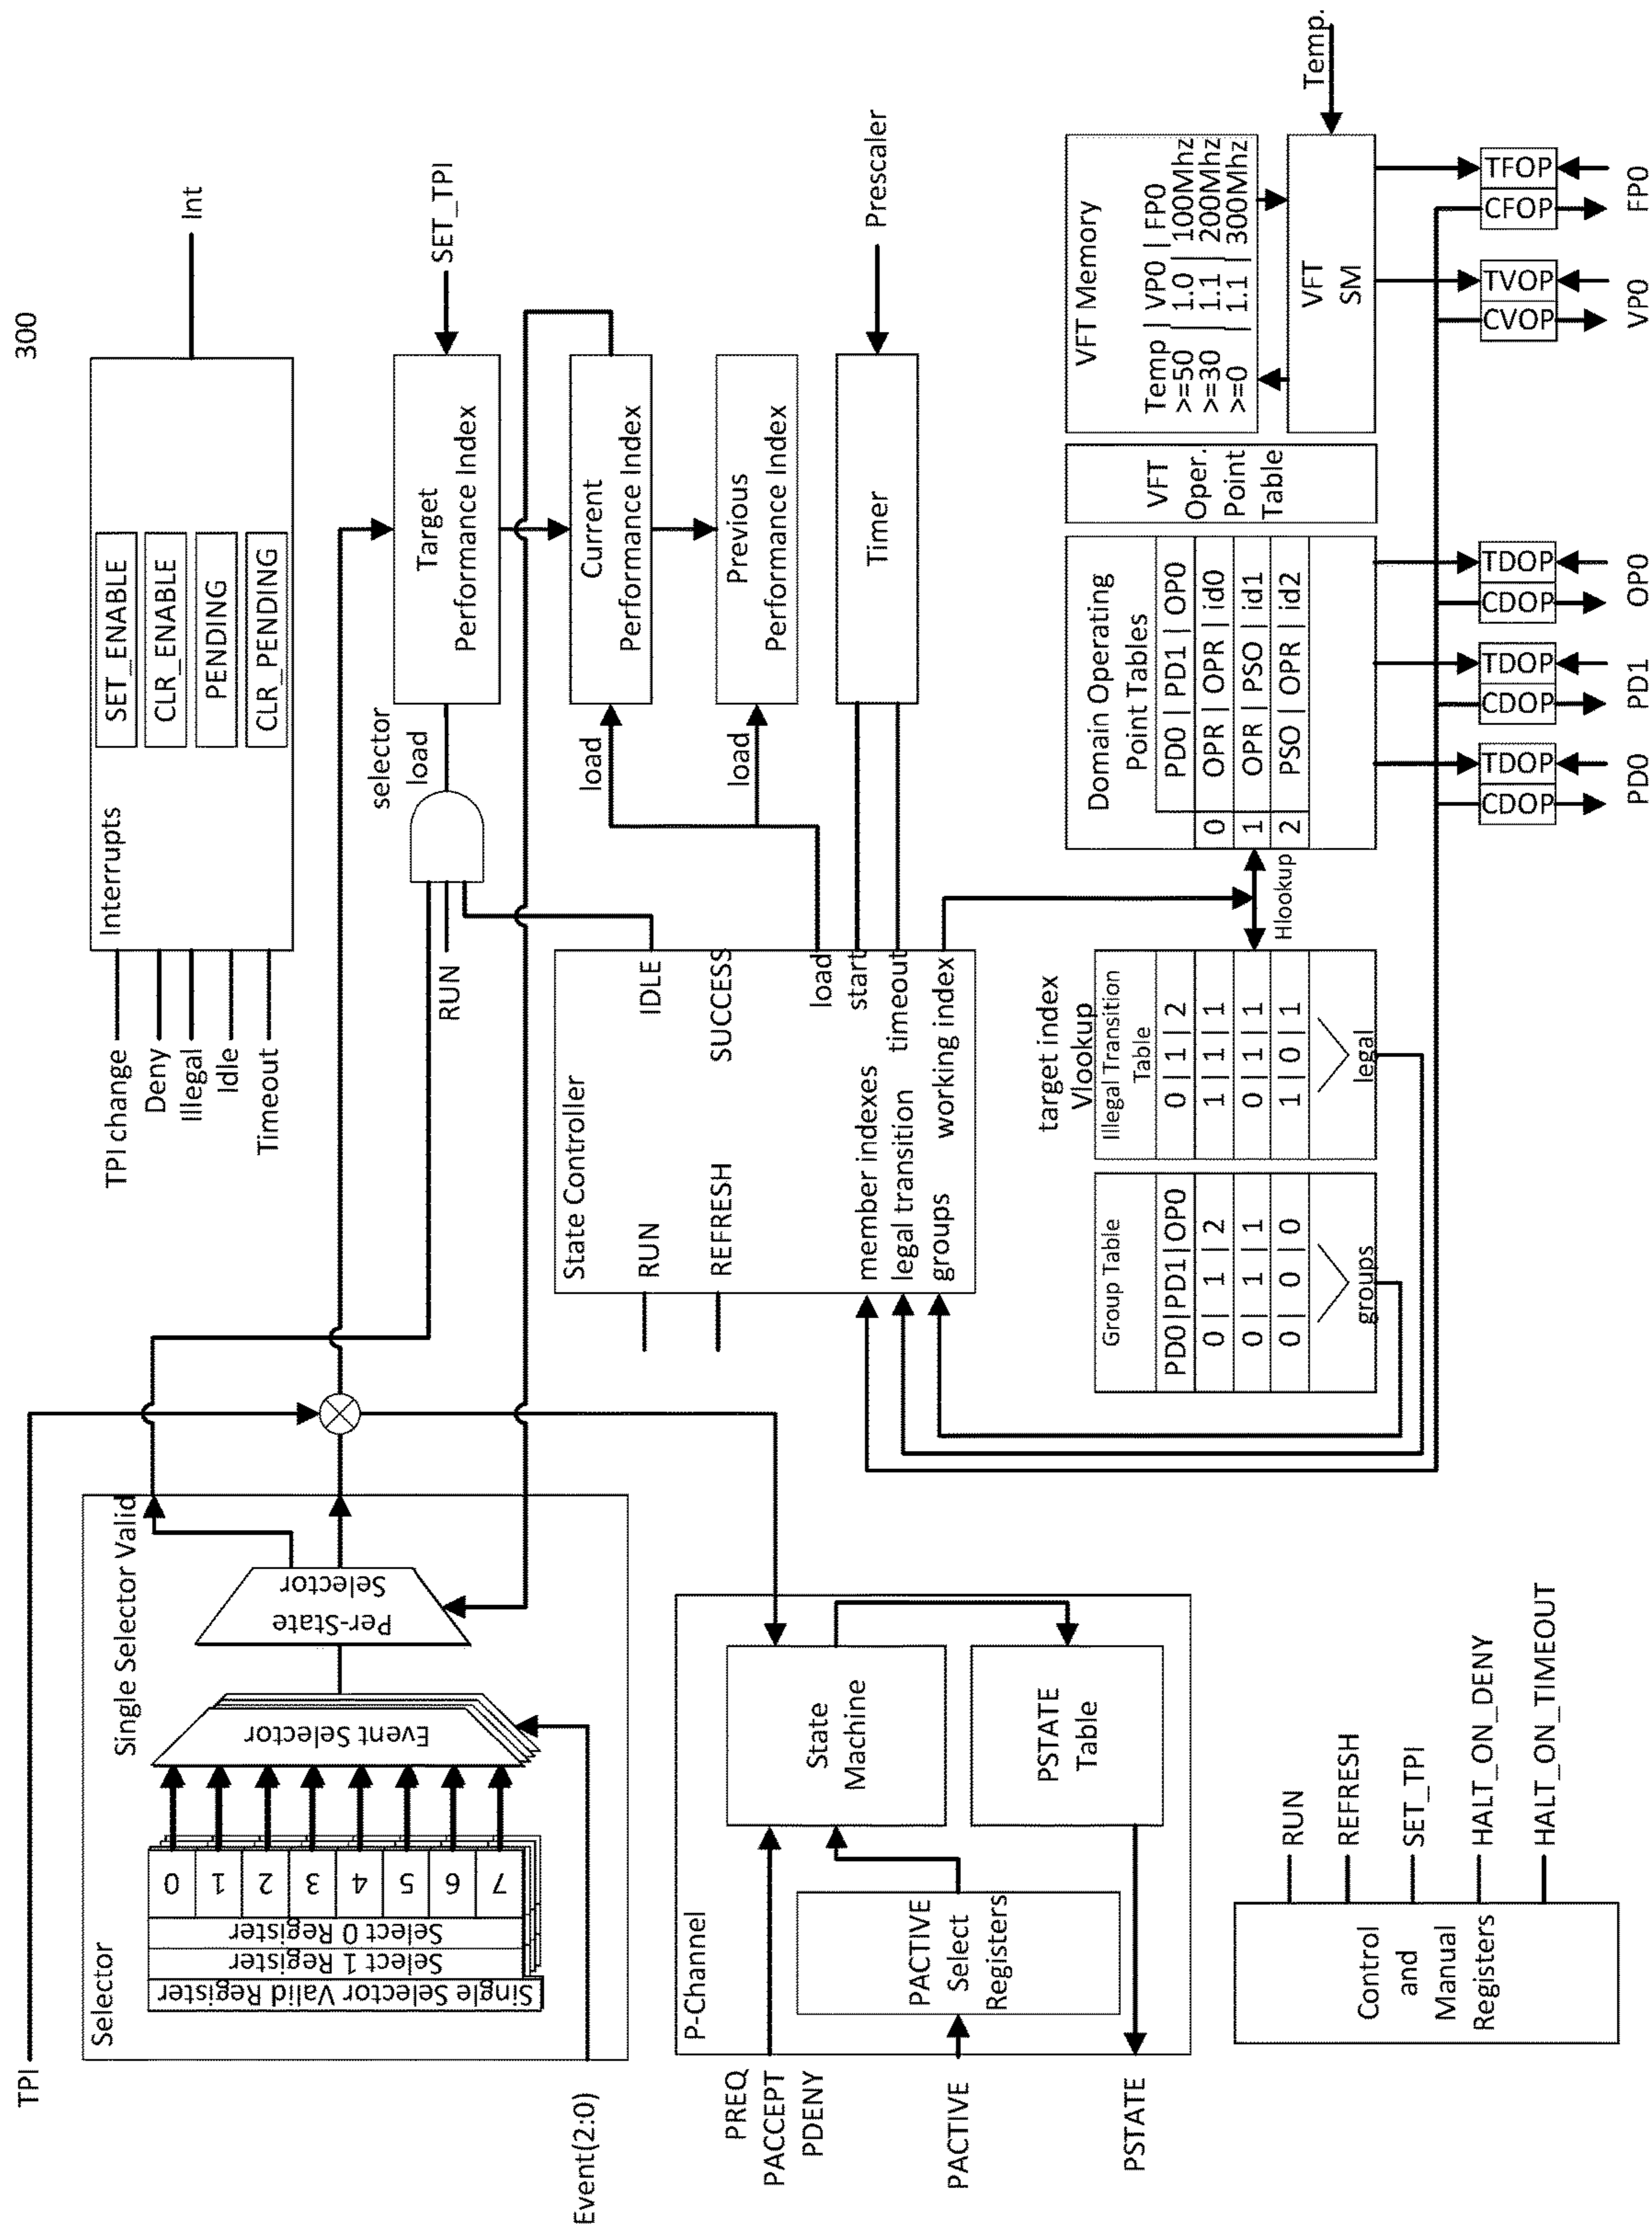 300
TPI
Selector
Single Selector Valid
Single Selector Valid Register
Select 1 Register
Select 0 Register
0
1
2
3
4
5
6
7
Event Selector
Per-State
Selector
Event(2:0)
TPI change
Deny
Illegal
Idle
Timeout
Interrupts
SET_ENABLE
CLR_ENABLE
PENDING
CLR_PENDING
Int
RUN
selector
load
Target
Performance Index
SET_TPI
Current
Performance Index
load
Previous
Performance Index
load
Timer
Prescaler
State Controller
RUN
REFRESH
IDLE
SUCCESS
load
start
timeout
working index
member indexes
legal transition
groups
P-Channel
PREQ
PACCEPT
PDENY
PACTIVE
PSTATE
State
Machine
PACTIVE
Select
Registers
PSTATE
Table
Control
and
Manual
Registers
RUN
REFRESH
SET_TPI
HALT_ON_DENY
HALT_ON_TIMEOUT
Group Table
PD0|PD1|OP0
0 | 1 | 2
0 | 1 | 1
0 | 0 | 0
groups
target index
Vlookup
Illegal Transition
Table
0 | 1 | 2
1 | 1 | 1
0 | 1 | 1
1 | 0 | 1
legal
Hlookup
Domain Operating
Point Tables
PD0 | PD1 | OP0
0 OPR | OPR | id0
1 OPR | PSO | id1
2 PSO | OPR | id2
VFT
Oper.
Point
Table
VFT Memory
Temp | VP0 | FP0
>=50 | 1.0 | 100Mhz
>=30 | 1.1 | 200Mhz
>=0 | 1.1 | 300Mhz
VFT
SM
Temp.
CDOP
TDOP
CDOP
TDOP
CDOP
TDOP
CVOP
TVOP
CFOP
TFOP
PD0
PD1
OP0
VP0
FP0